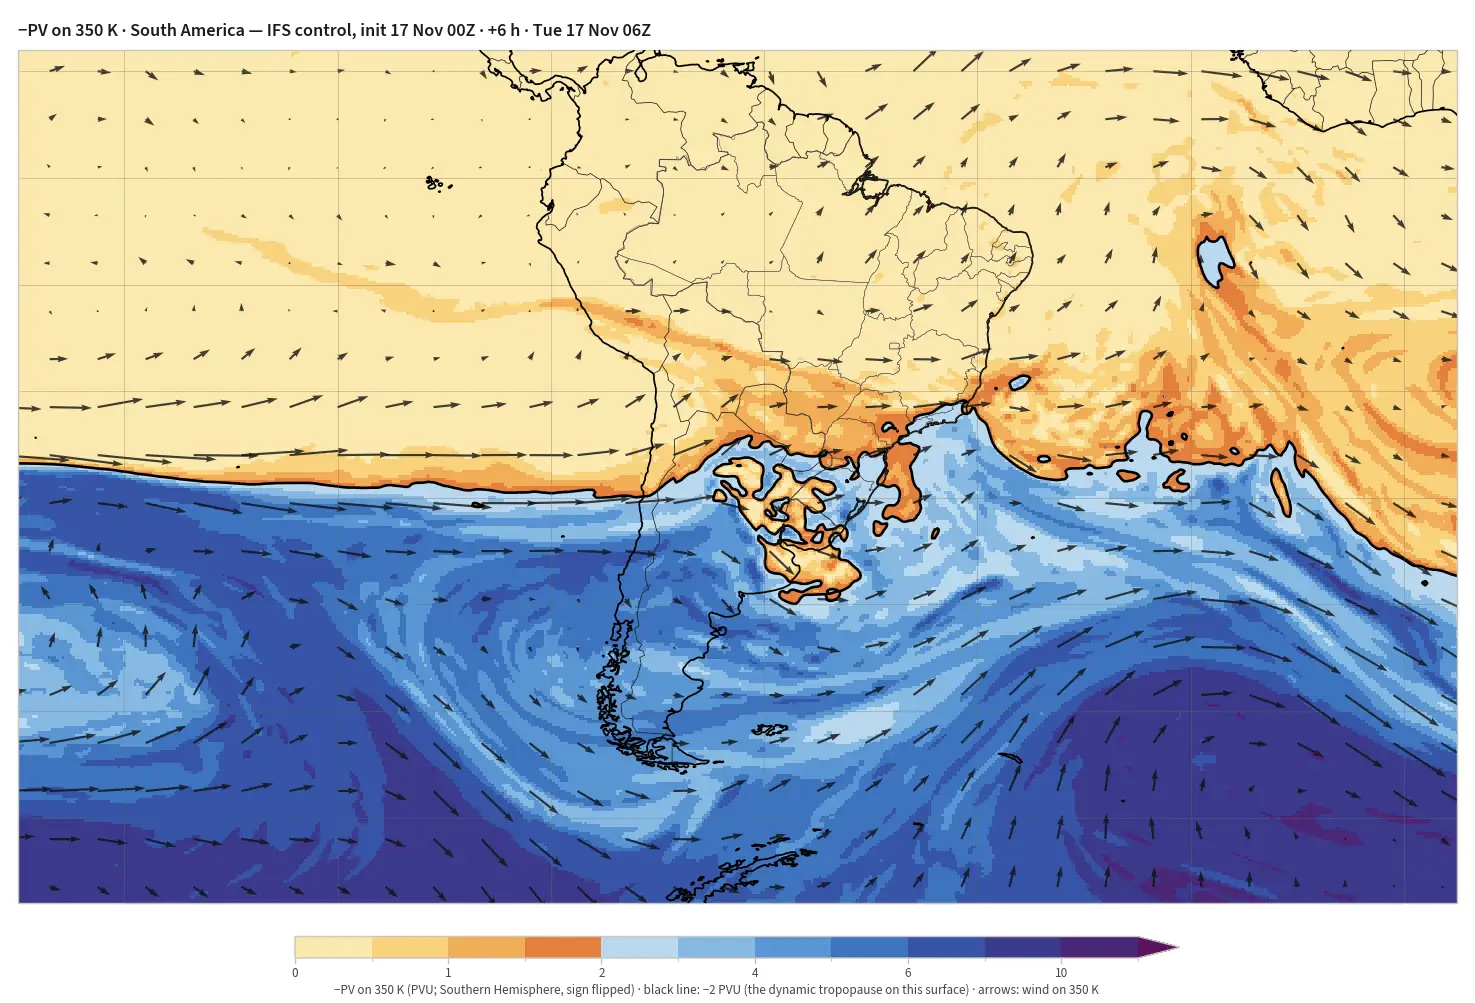 −PV on 350 K · South America — IFS control, init 17 Nov 00Z · +6 h · Tue 17 Nov 06Z
0 1 2 4 6 10
−PV on 350 K (PVU; Southern Hemisphere, sign flipped) · black line: −2 PVU (the dynamic tropopause on this surface) · arrows: wind on 350 K